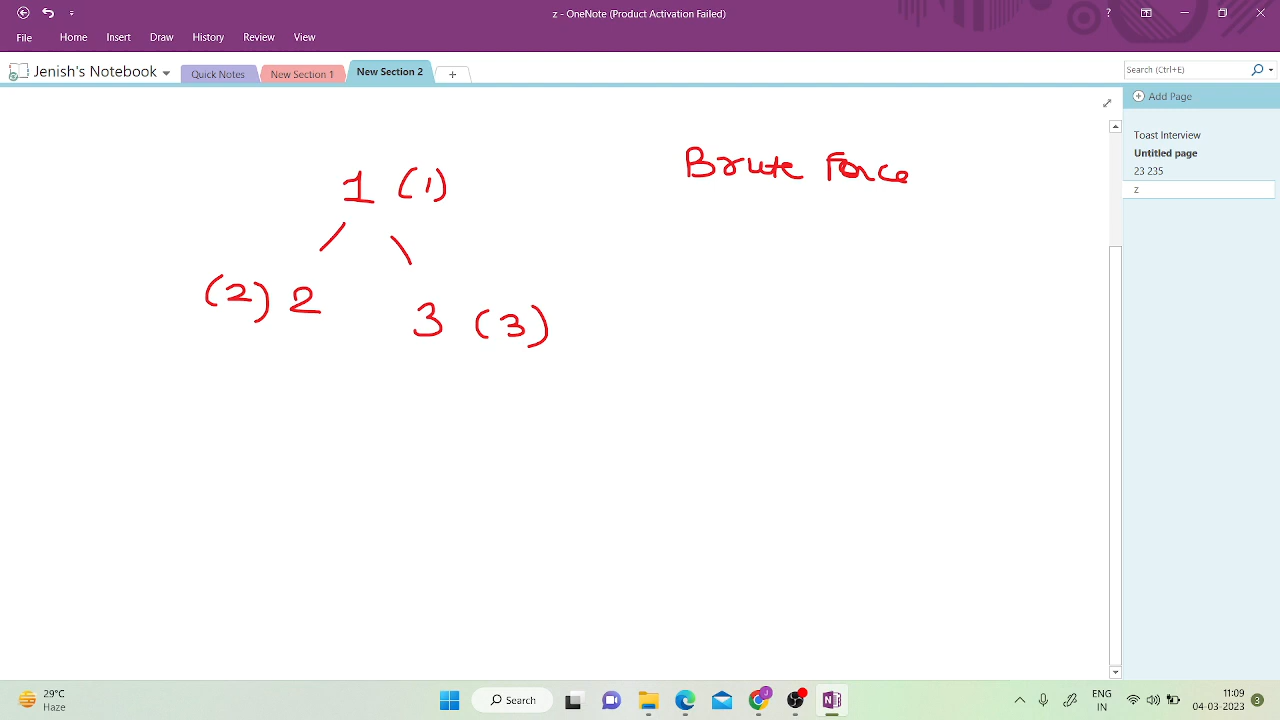 z - OneNote (Product Activation Failed)
?
File Home Insert Draw History Review View
Jenish's Notebook Quick Notes New Section 1 New Section 2 +
Search (Ctrl+E)
Add Page
Toast Interview
Untitled page
23 235
z
Brute Force
1 (1)
(2) 2
3 (3)
29°C
Haze
Search
J
N
ENG
IN
11:09
04-03-2023
3